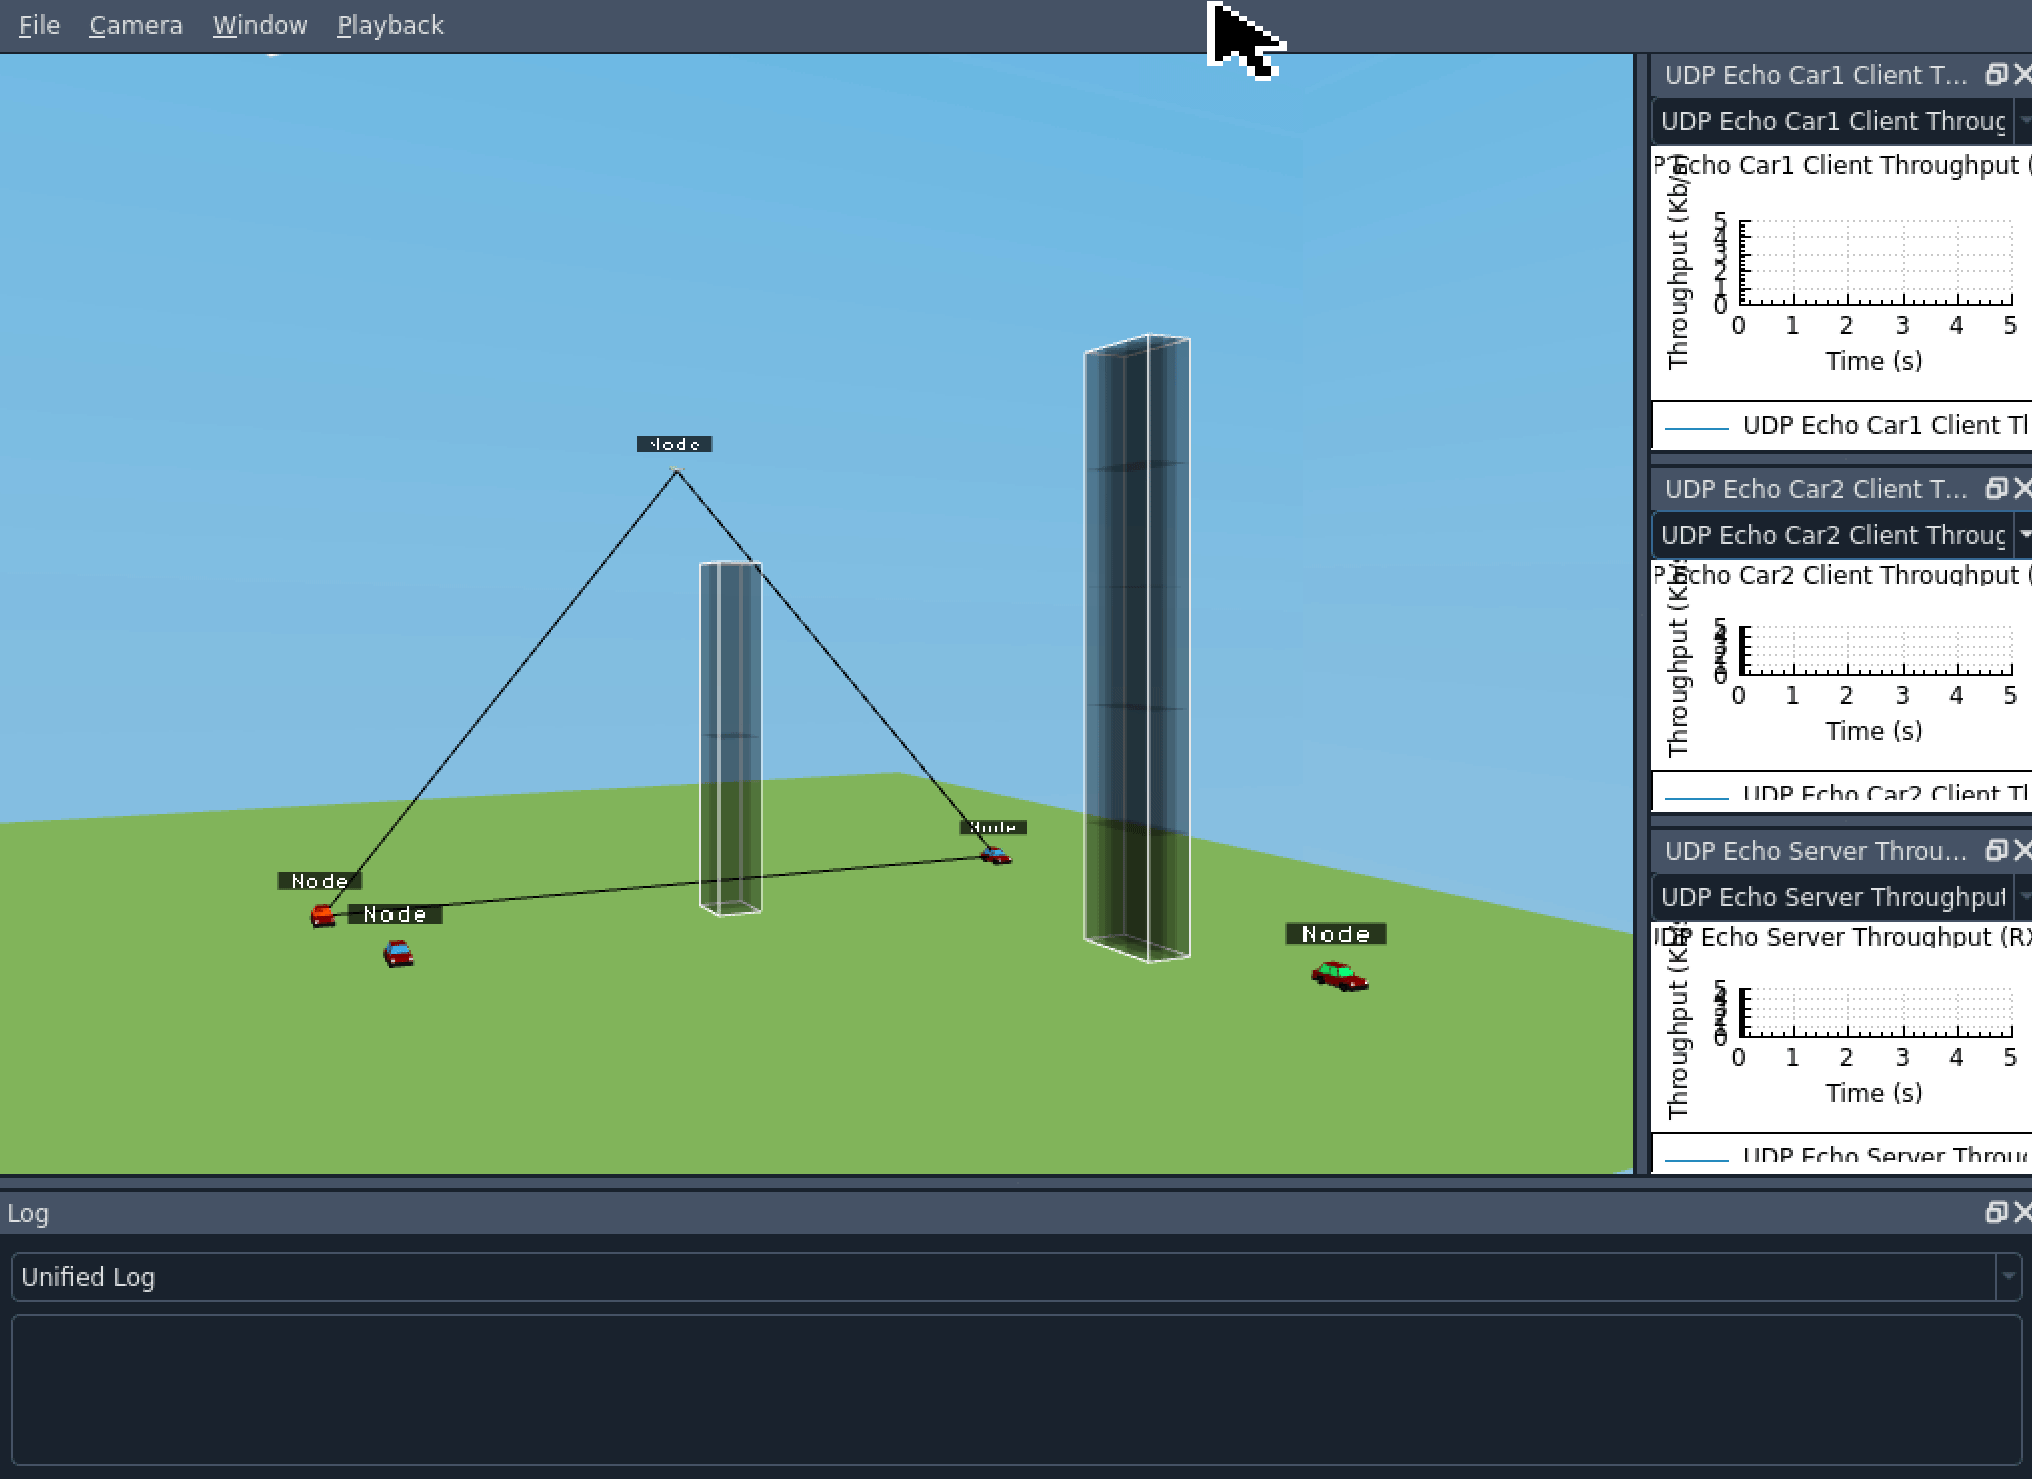 File Camera Window Playback
UDP Echo Car1 Client T...
UDP Echo Car1 Client Throug
P Echo Car1 Client Throughput (
Throughput (Kb/s)
5
4
3
2
1
0
0 1 2 3 4 5
Time (s)
UDP Echo Car1 Client Tl
UDP Echo Car2 Client T...
UDP Echo Car2 Client Throug
P Echo Car2 Client Throughput (
Throughput (Kb/s
5
0
0 1 2 3 4 5
Time (s)
UDP Echo Car2 Client Tl
UDP Echo Server Throu...
UDP Echo Server Throughput
UDP Echo Server Throughput (RX
Throughput (Kb/s
5
0
0 1 2 3 4 5
Time (s)
UDP Echo Server Throug
Node
Node
Node
Node
Node
Log
Unified Log